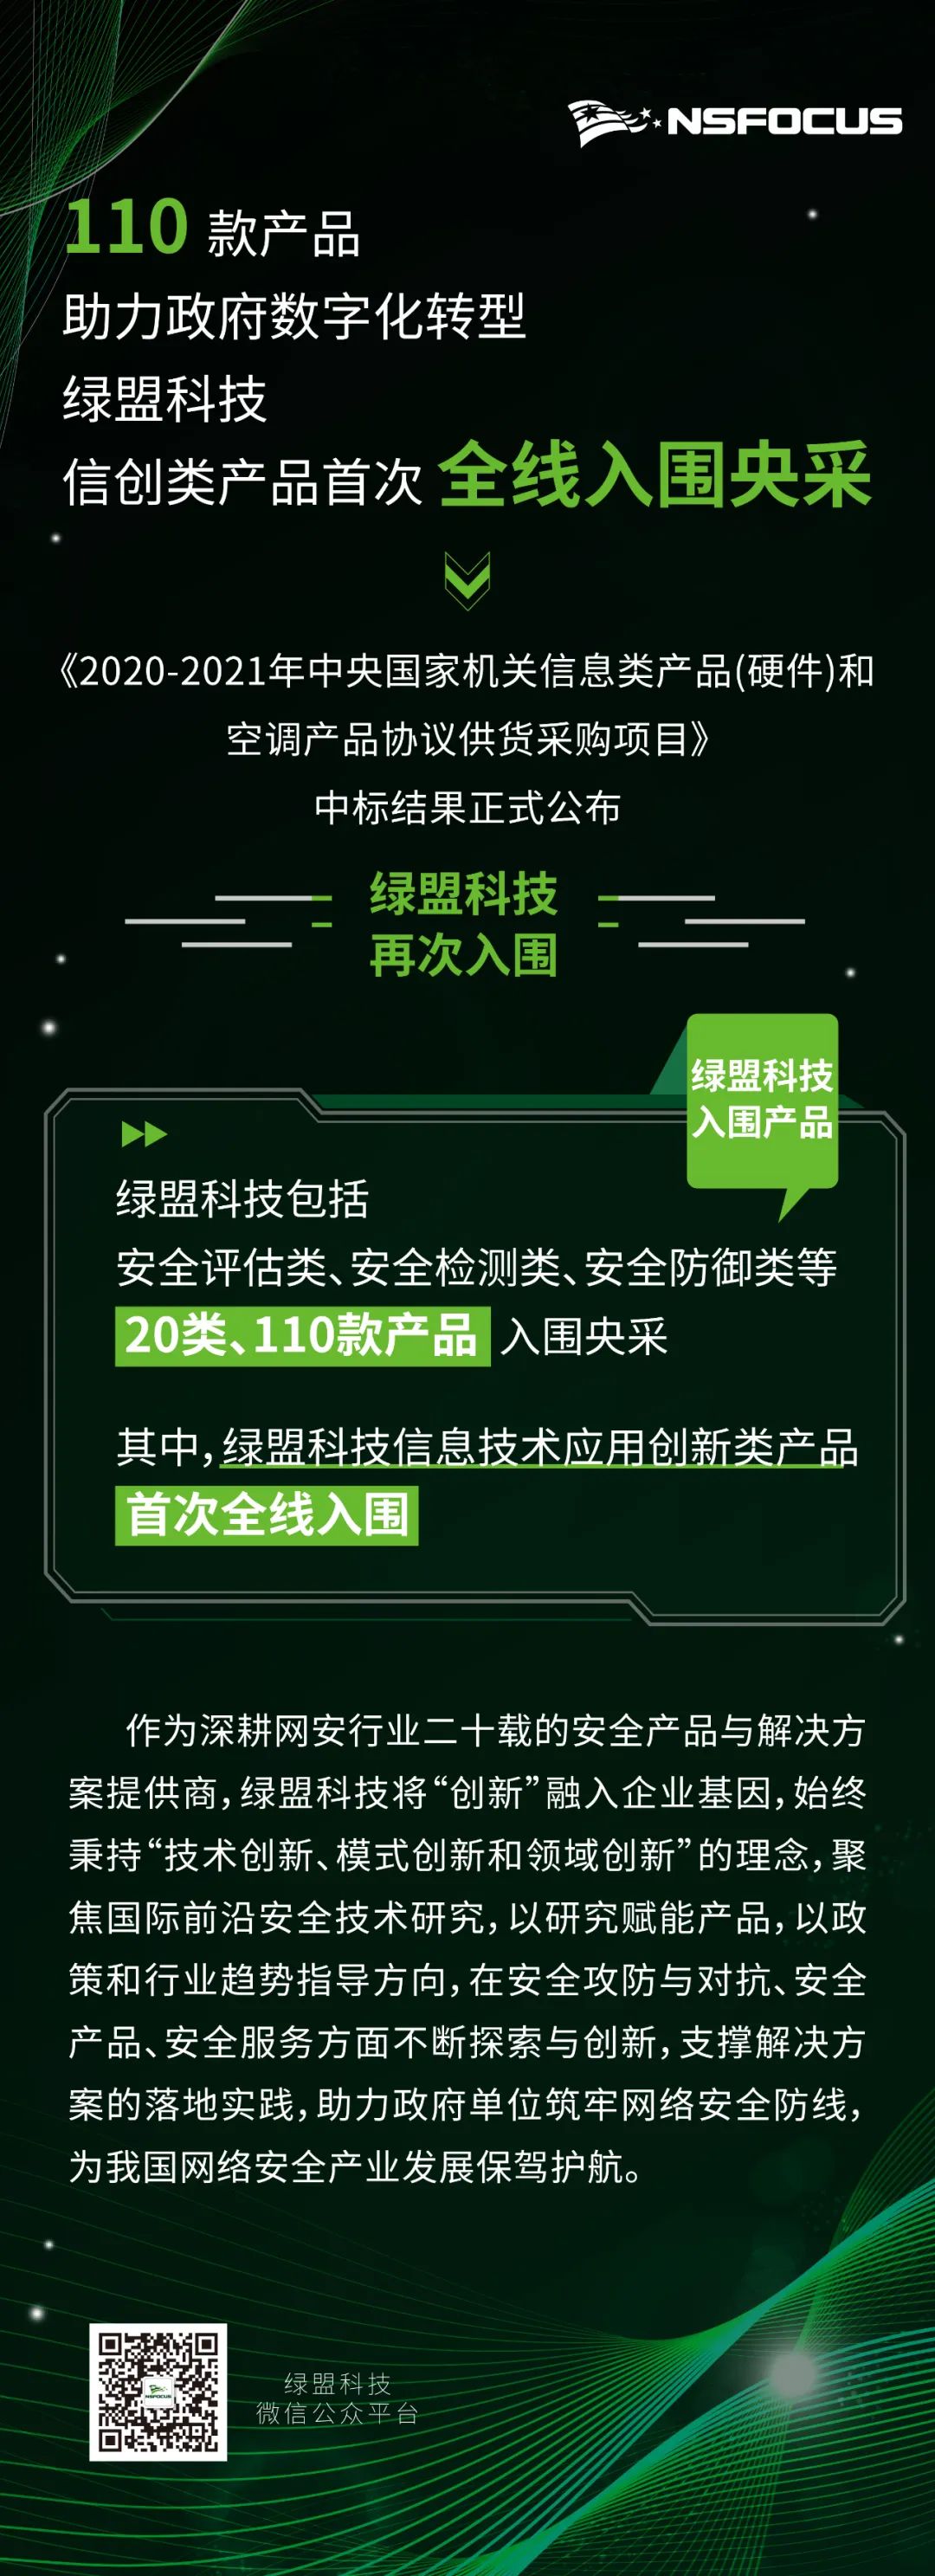 NSFOCUS
110 款产品
助力政府数字化转型
绿盟科技
信创类产品首次 全线入围央采
《2020-2021年中央国家机关信息类产品(硬件)和
空调产品协议供货采购项目》
中标结果正式公布
绿盟科技
再次入围
绿盟科技
入围产品
绿盟科技包括
安全评估类、安全检测类、安全防御类等
20类、110款产品 入围央采
其中，绿盟科技信息技术应用创新类产品
首次全线入围
作为深耕网安行业二十载的安全产品与解决方
案提供商，绿盟科技将“创新”融入企业基因，始终
秉持“技术创新、模式创新和领域创新”的理念，聚
焦国际前沿安全技术研究，以研究赋能产品，以政
策和行业趋势指导方向，在安全攻防与对抗、安全
产品、安全服务方面不断探索与创新，支撑解决方
案的落地实践，助力政府单位筑牢网络安全防线，
为我国网络安全产业发展保驾护航。
NSFOCUS
绿盟科技
微信公众平台